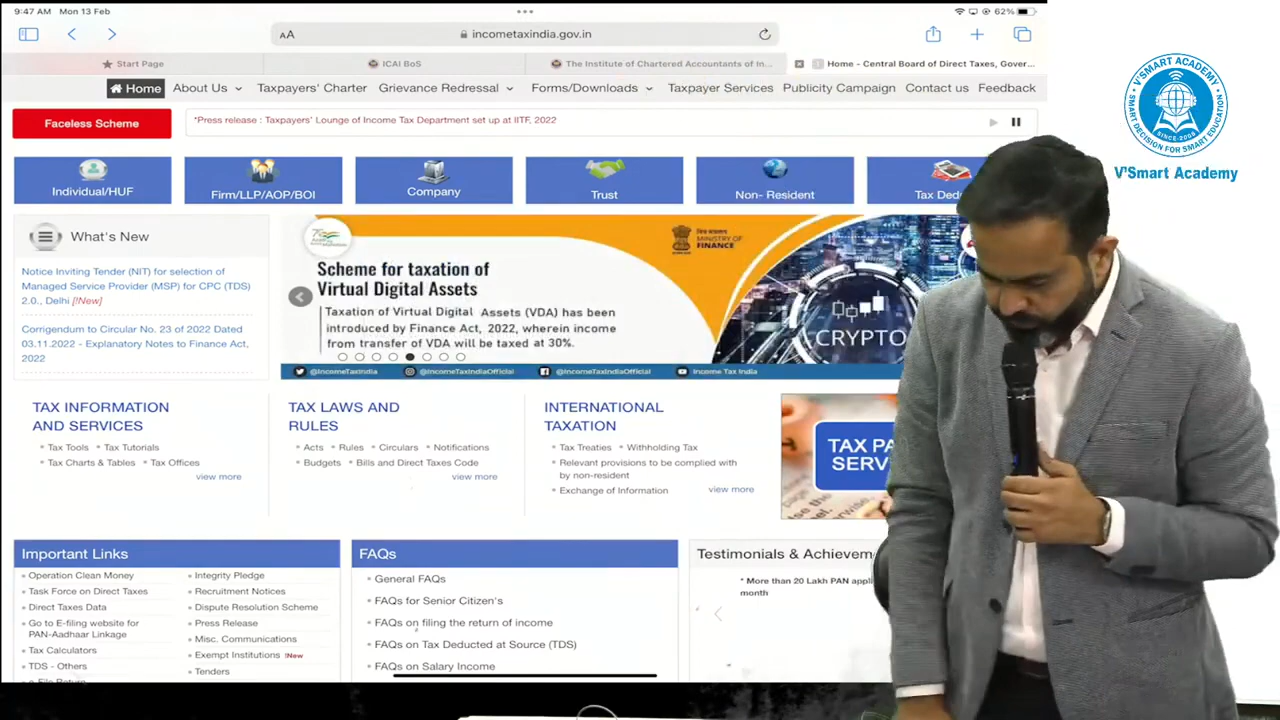 9:47 AM Mon 13 Feb
62%
AA
incometaxindia.gov.in
Start Page
ICAI BoS
The Institute of Chartered Accountants of In...
Home - Central Board of Direct Taxes, Gover...
Home
About Us
Taxpayers' Charter
Grievance Redressal
Forms/Downloads
Taxpayer Services
Publicity Campaign
Contact us
Feedback
Faceless Scheme
*Press release : Taxpayers' Lounge of Income Tax Department set up at IITF, 2022
Individual/HUF
Firm/LLP/AOP/BOI
Company
Trust
Non- Resident
Tax Ded
What's New
Notice Inviting Tender (NIT) for selection of
Managed Service Provider (MSP) for CPC (TDS)
2.0., Delhi [!New]
Corrigendum to Circular No. 23 of 2022 Dated
03.11.2022 - Explanatory Notes to Finance Act,
2022
MINISTRY OF
FINANCE
Scheme for taxation of
Virtual Digital Assets
Taxation of Virtual Digital Assets (VDA) has been
introduced by Finance Act, 2022, wherein income
from transfer of VDA will be taxed at 30%.
CRYPTO
@IncomeTaxIndia
@IncomeTaxIndiaOfficial
@IncomeTaxIndiaOfficial
Income Tax India
TAX INFORMATION
AND SERVICES
Tax Tools
Tax Tutorials
Tax Charts & Tables
Tax Offices
view more
TAX LAWS AND
RULES
Acts
Rules
Circulars
Notifications
Budgets
Bills and Direct Taxes Code
view more
INTERNATIONAL
TAXATION
Tax Treaties
Withholding Tax
Relevant provisions to be complied with
by non-resident
Exchange of Information
view more
TAX PA
SERV
Important Links
Operation Clean Money
Task Force on Direct Taxes
Direct Taxes Data
Go to E-filing website for
PAN-Aadhaar Linkage
Tax Calculators
TDS - Others
Integrity Pledge
Recruitment Notices
Dispute Resolution Scheme
Press Release
Misc. Communications
Exempt Institutions !New
Tenders
FAQs
General FAQs
FAQs for Senior Citizen's
FAQs on filing the return of income
FAQs on Tax Deducted at Source (TDS)
FAQs on Salary Income
Testimonials & Achievem
* More than 20 Lakh PAN appli
month
V'SMART ACADEMY
SMART DECISION FOR SMART EDUCATION
SINCE-2008
V'Smart Academy